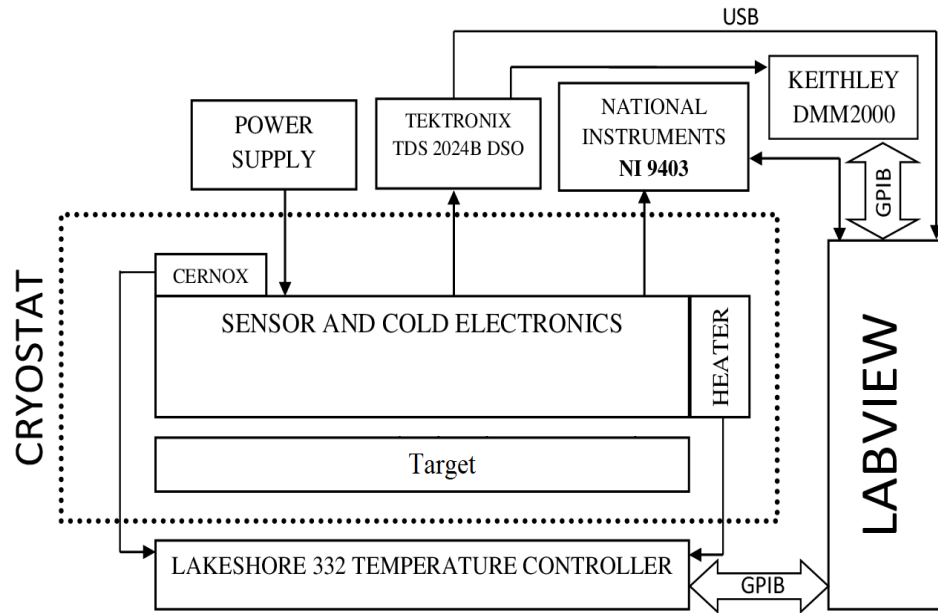 USB
KEITHLEY
DMM2000
NATIONAL
INSTRUMENTS
NI 9403
TEKTRONIX
TDS 2024B DSO
POWER
SUPPLY
GPIB
CERNOX
SENSOR AND COLD ELECTRONICS
HEATER
CRYOSTAT
Target
LABVIEW
LAKESHORE 332 TEMPERATURE CONTROLLER
GPIB